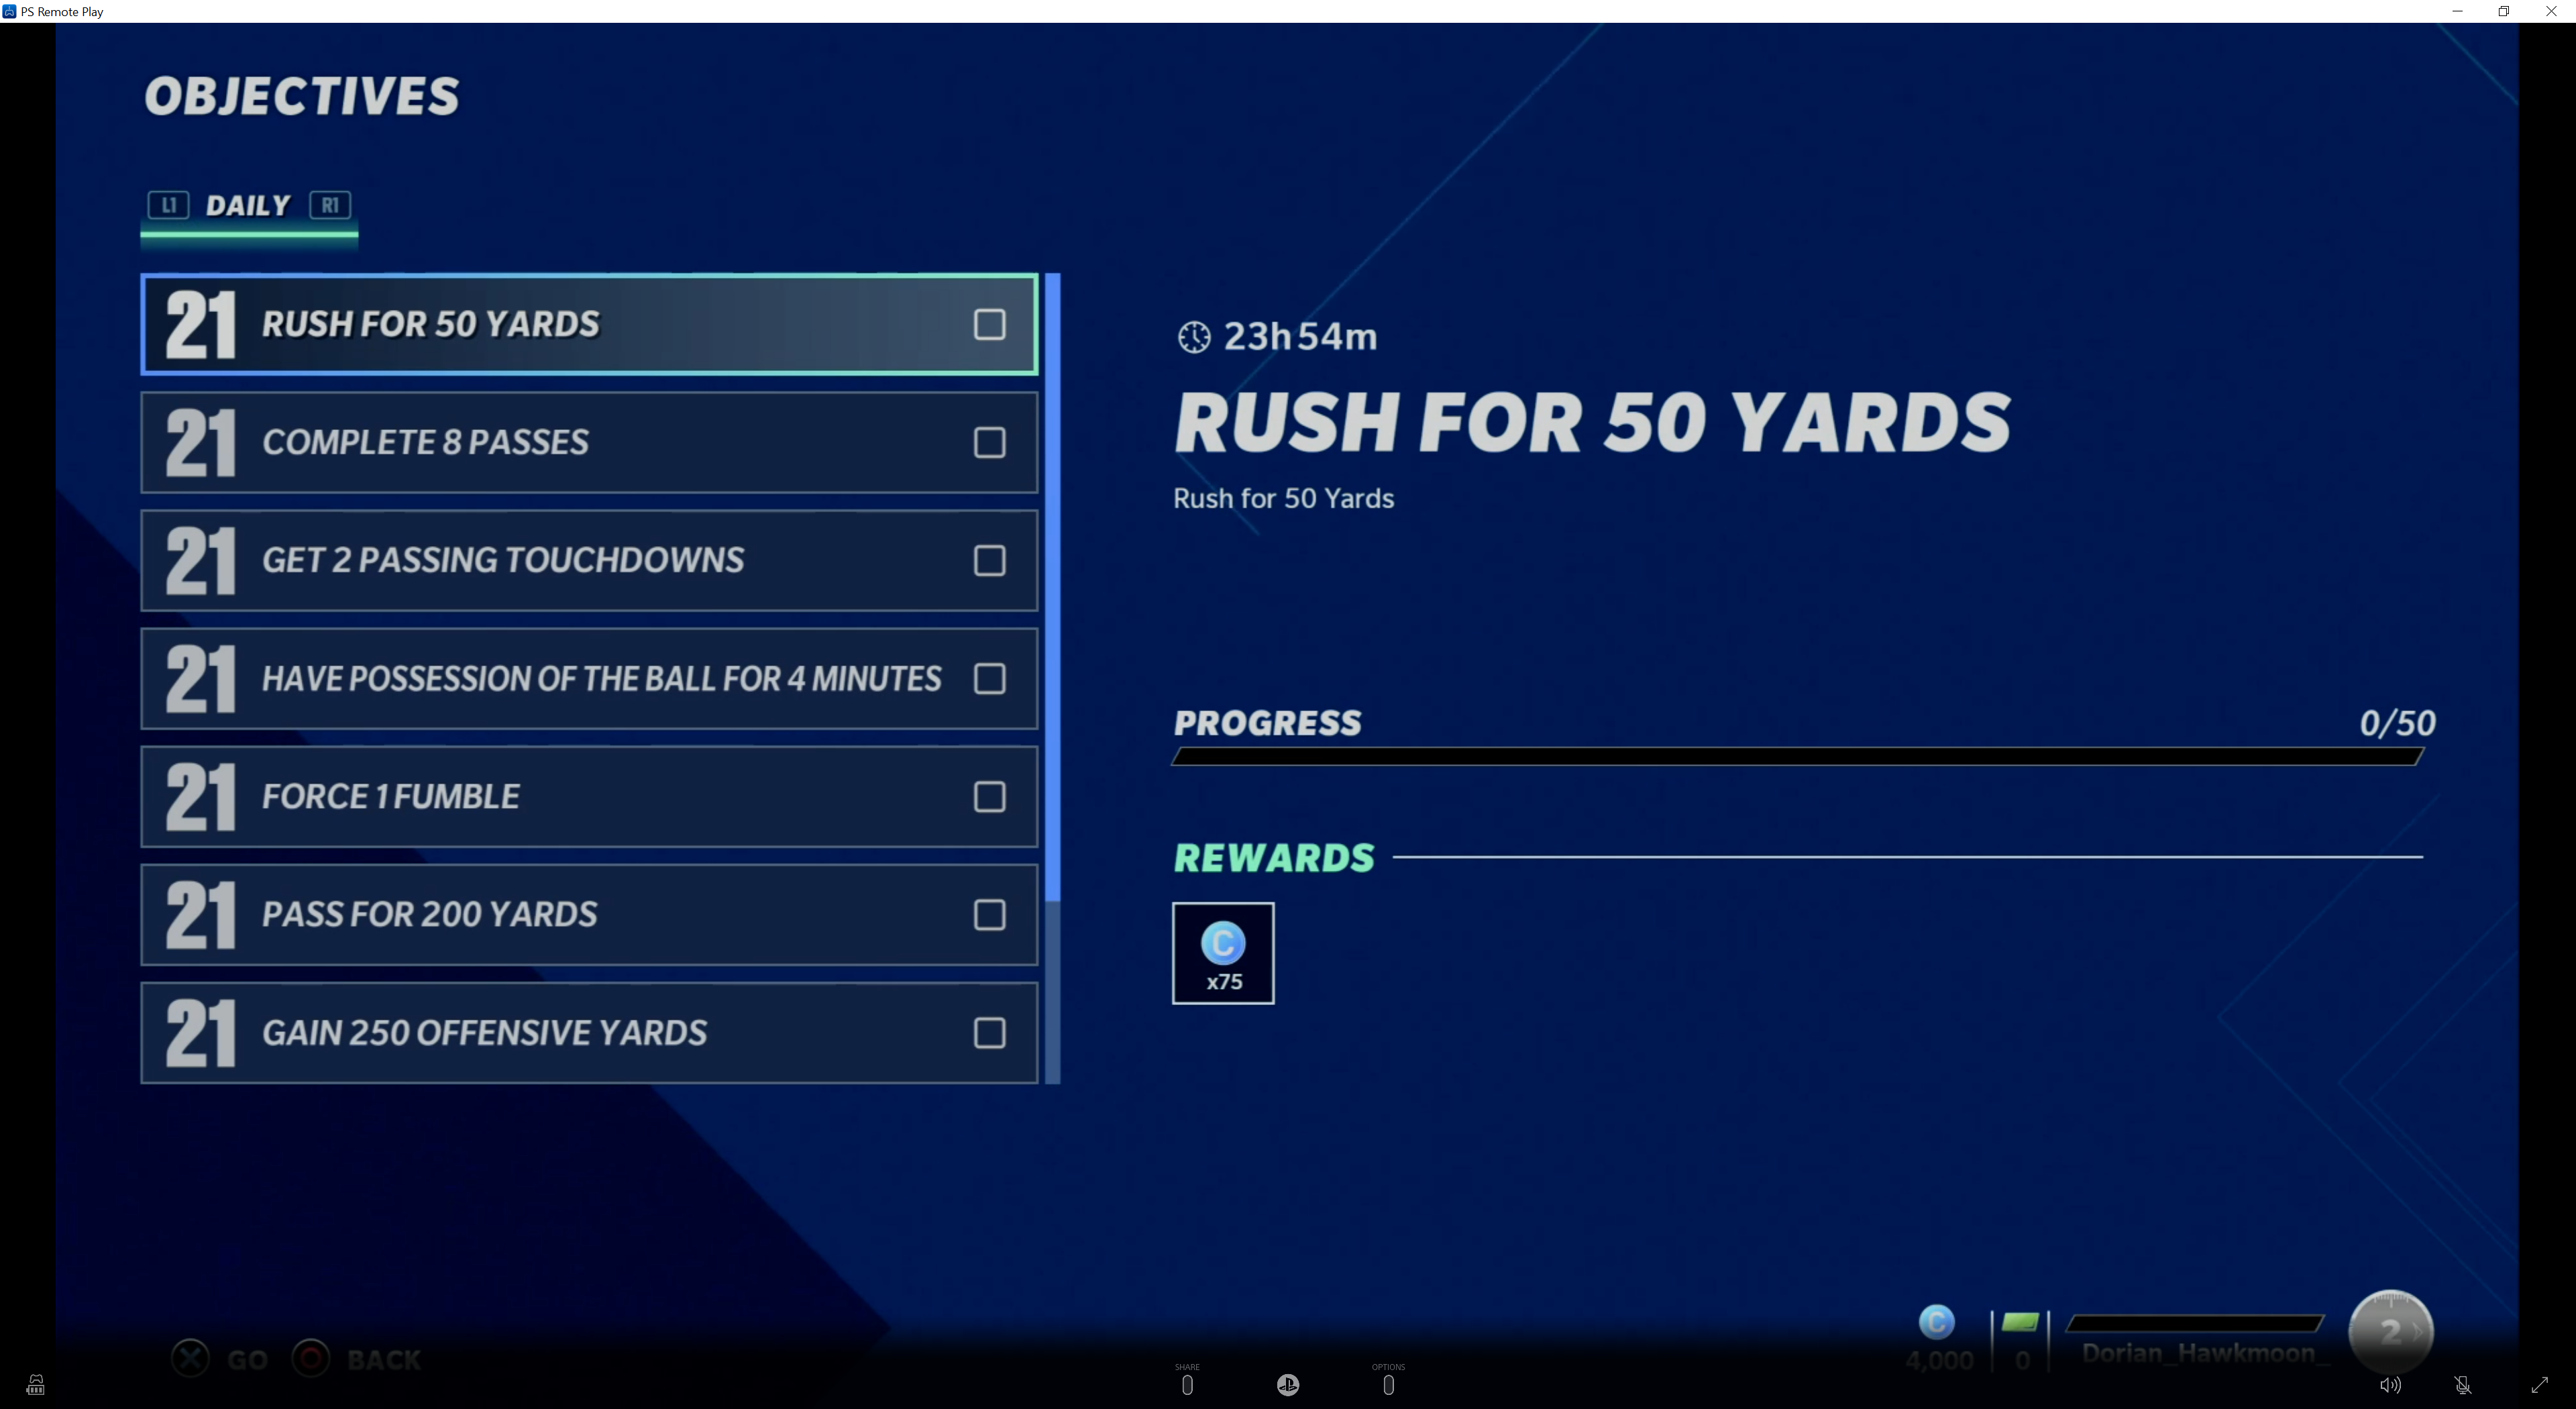 PS Remote Play
OBJECTIVES
L1 DAILY R1
21 RUSH FOR 50 YARDS
21 COMPLETE 8 PASSES
21 GET 2 PASSING TOUCHDOWNS
21 HAVE POSSESSION OF THE BALL FOR 4 MINUTES
21 FORCE 1 FUMBLE
21 PASS FOR 200 YARDS
21 GAIN 250 OFFENSIVE YARDS
23h54m
RUSH FOR 50 YARDS
Rush for 50 Yards
PROGRESS 0/50
REWARDS
C
x75
GO BACK
C
4,000 0 Dorian_Hawkmoon_ 2
SHARE OPTIONS